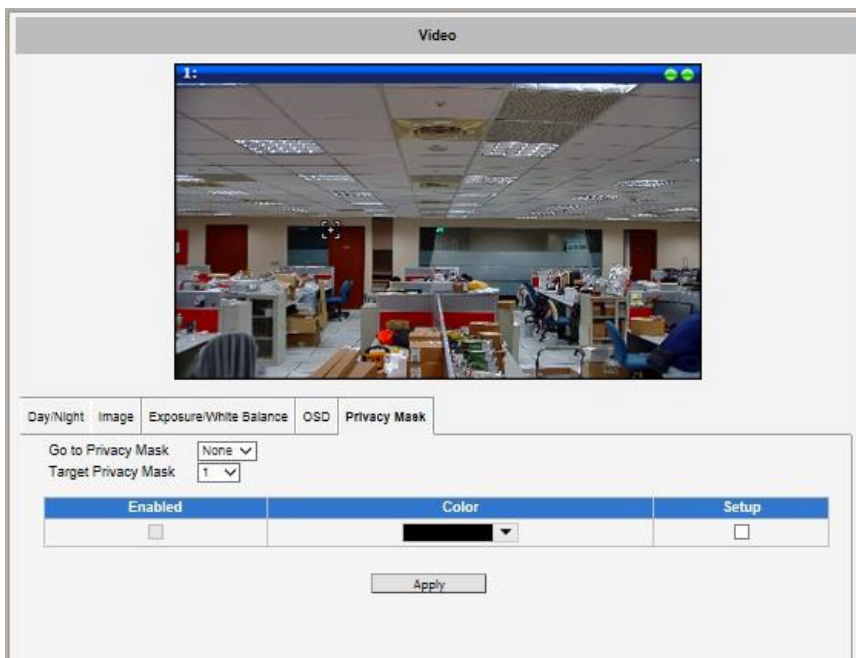 Video
1:
Day/Night Image Exposure/White Balance OSD Privacy Mask
Go to Privacy Mask None
Target Privacy Mask 1
Enabled Color Setup
Apply